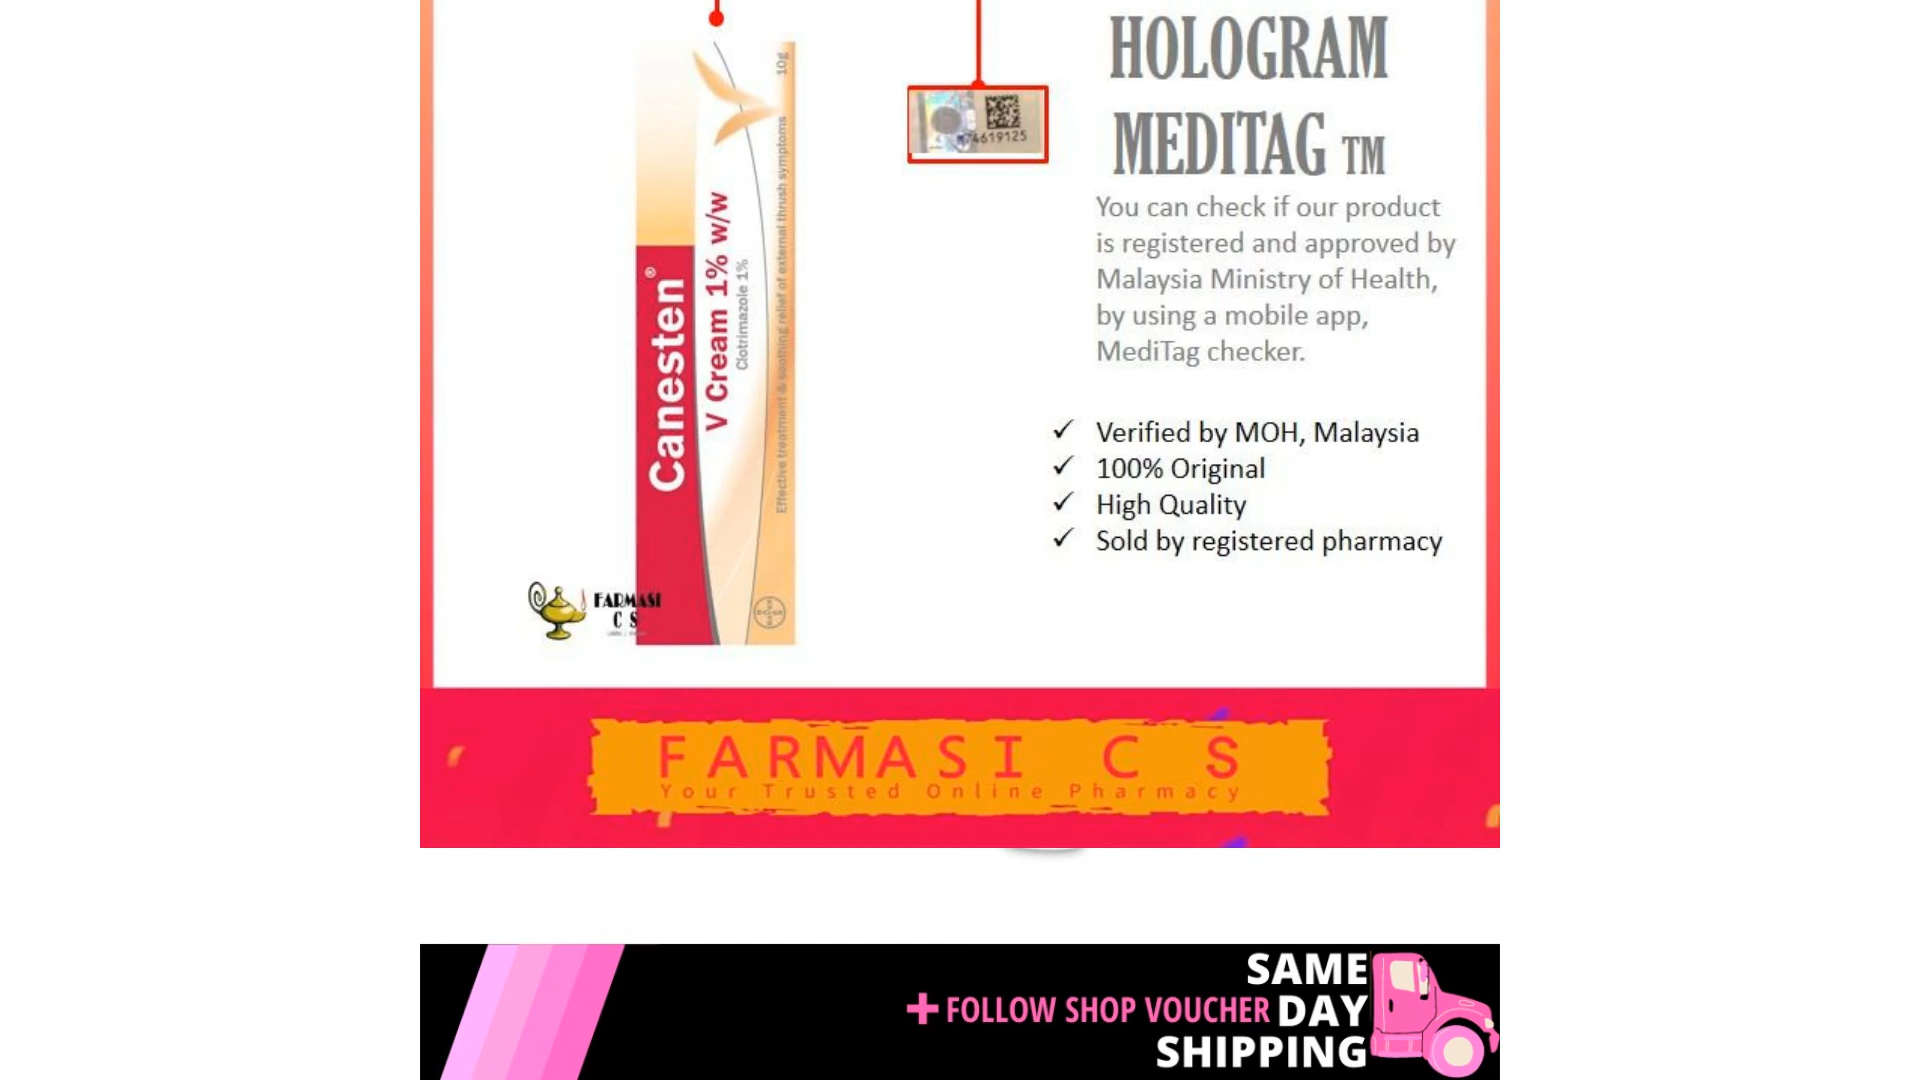 HOLOGRAM
MEDITAG TM
You can check if our product
is registered and approved by
Malaysia Ministry of Health,
by using a mobile app,
MediTag checker.
✓ Verified by MOH, Malaysia
✓ 100% Original
✓ High Quality
✓ Sold by registered pharmacy
74619125
10g
Canesten®
V Cream 1% w/w
Clotrimazole 1%
Effective treatment & soothing relief of external thrush symptoms
FARMASI
C S
FARMASI C S
Your Trusted Online Pharmacy
SAME
+ FOLLOW SHOP VOUCHER DAY
SHIPPING